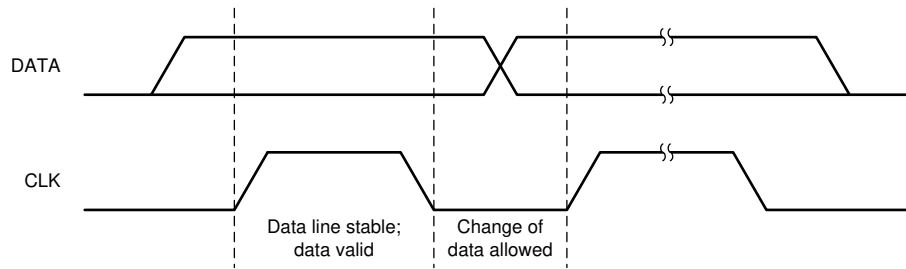 DATA
CLK
Data line stable;
data valid
Change of
data allowed